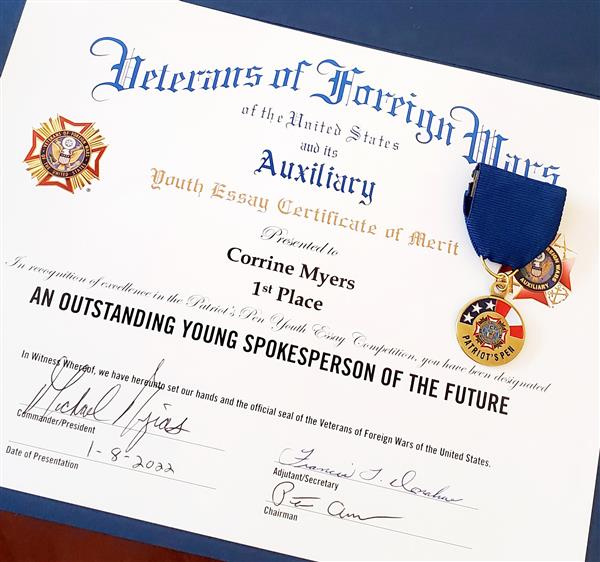 Veterans of Foreign Wars
of the United States
and its
Auxiliary
Youth Essay Certificate of Merit
Presented to
Corrine Myers
1st Place
In recognition of excellence in the Patriot's Pen Youth Essay Competition, you have been designated
AN OUTSTANDING YOUNG SPOKESPERSON OF THE FUTURE
In Witness Whereof, we have hereunto set our hands and the official seal of the Veterans of Foreign Wars of the United States.
Michael
Commander/President
1-8-2022
Date of Presentation
Francis J.
Adjutant/Secretary
Chairman
AUXILIARY
PATRIOT'S PEN